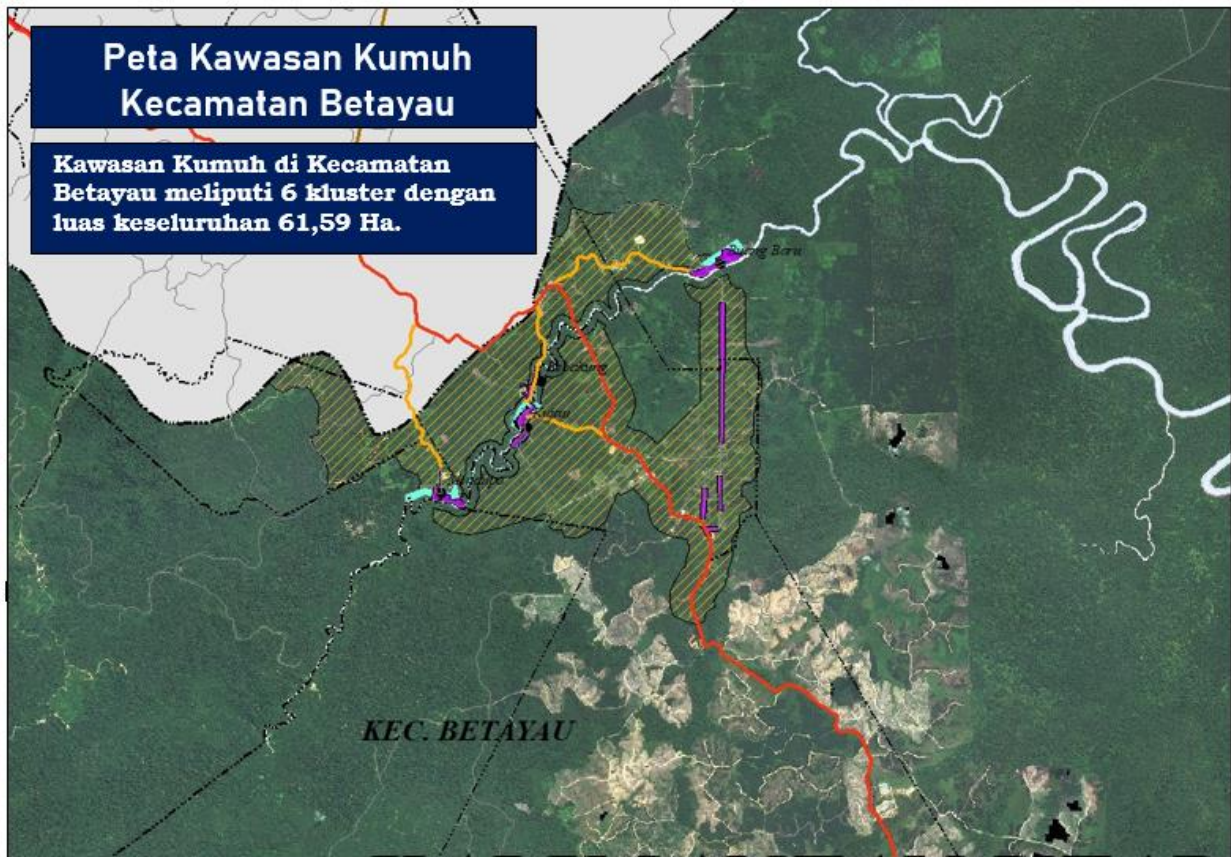 Peta Kawasan Kumuh
Kecamatan Betayau
Kawasan Kumuh di Kecamatan
Betayau meliputi 6 kluster dengan
luas keseluruhan 61,59 Ha.
KEC. BETAYAU